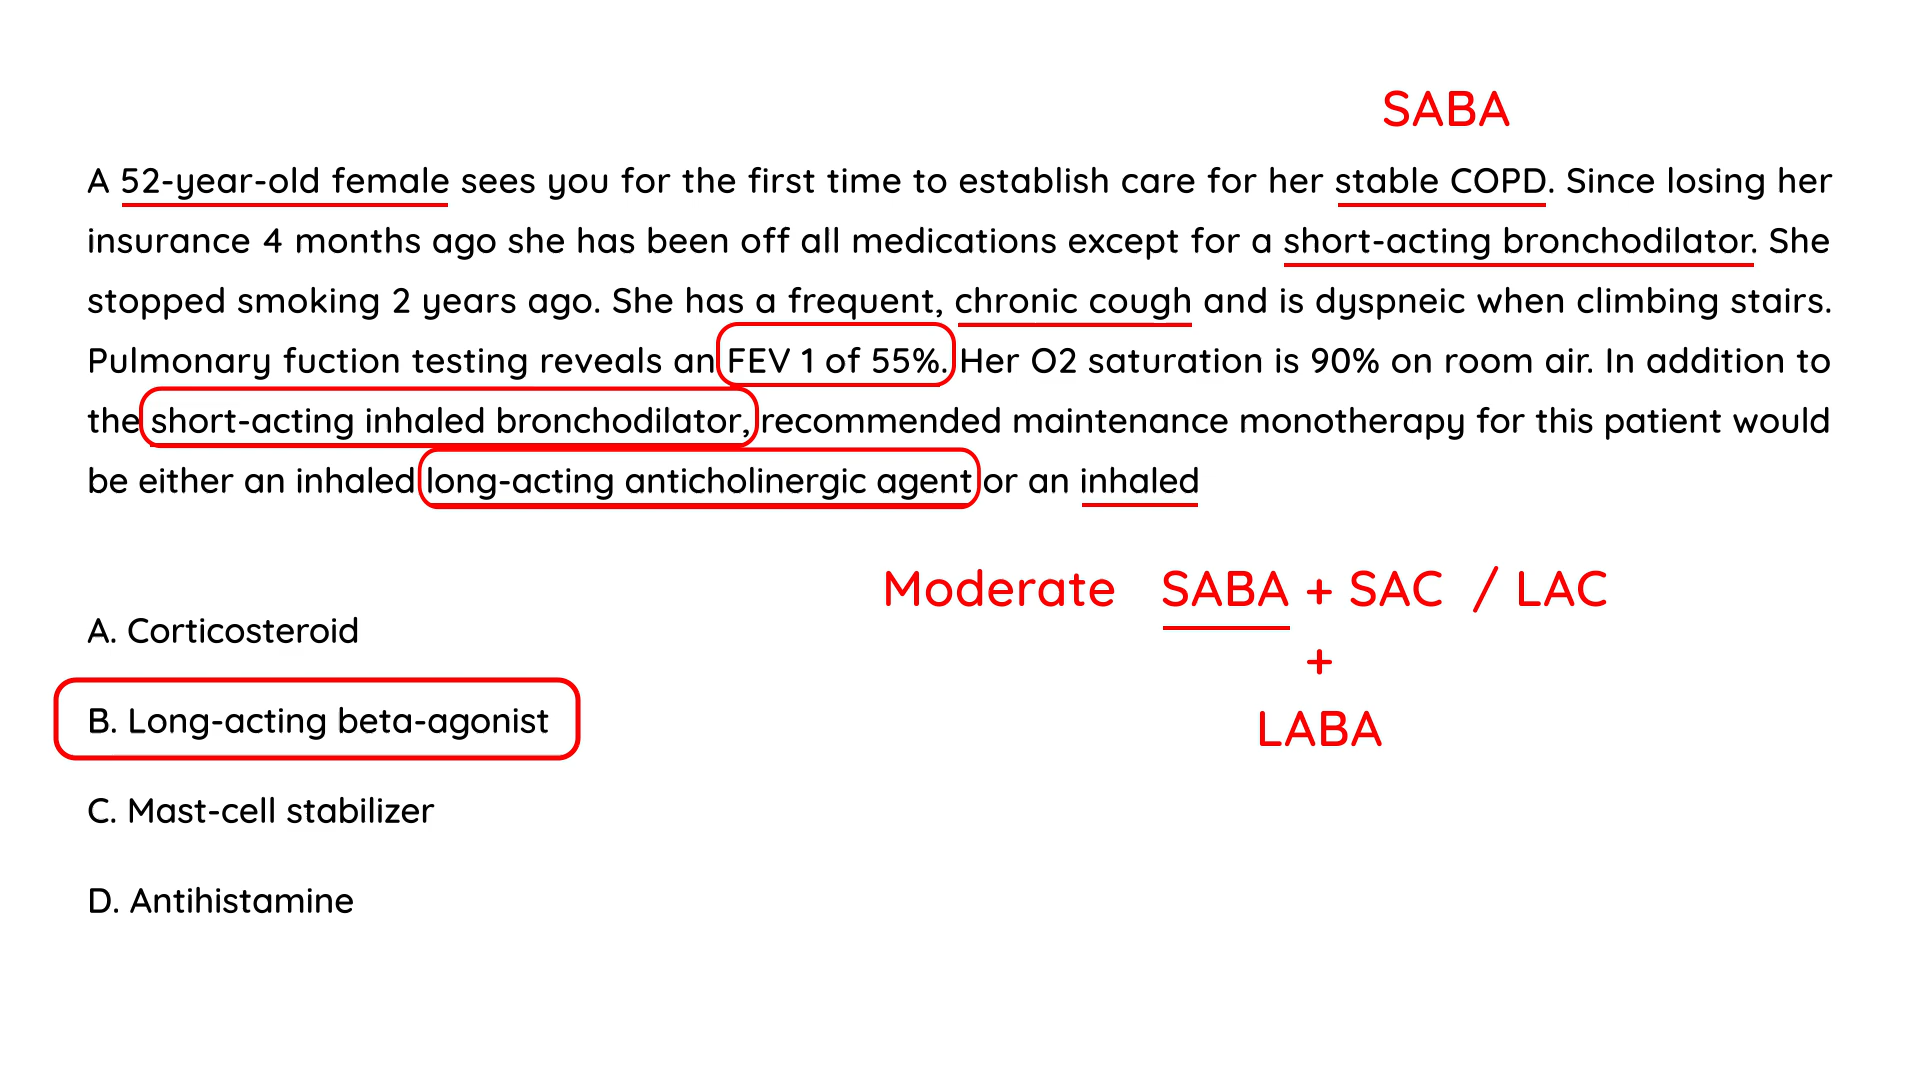 SABA
A 52-year-old female sees you for the first time to establish care for her stable COPD. Since losing her
insurance 4 months ago she has been off all medications except for a short-acting bronchodilator. She
stopped smoking 2 years ago. She has a frequent, chronic cough and is dyspneic when climbing stairs.
Pulmonary fuction testing reveals an FEV 1 of 55%. Her O2 saturation is 90% on room air. In addition to
the short-acting inhaled bronchodilator, recommended maintenance monotherapy for this patient would
be either an inhaled long-acting anticholinergic agent or an inhaled
Moderate SABA + SAC / LAC
+
LABA
A. Corticosteroid
B. Long-acting beta-agonist
C. Mast-cell stabilizer
D. Antihistamine